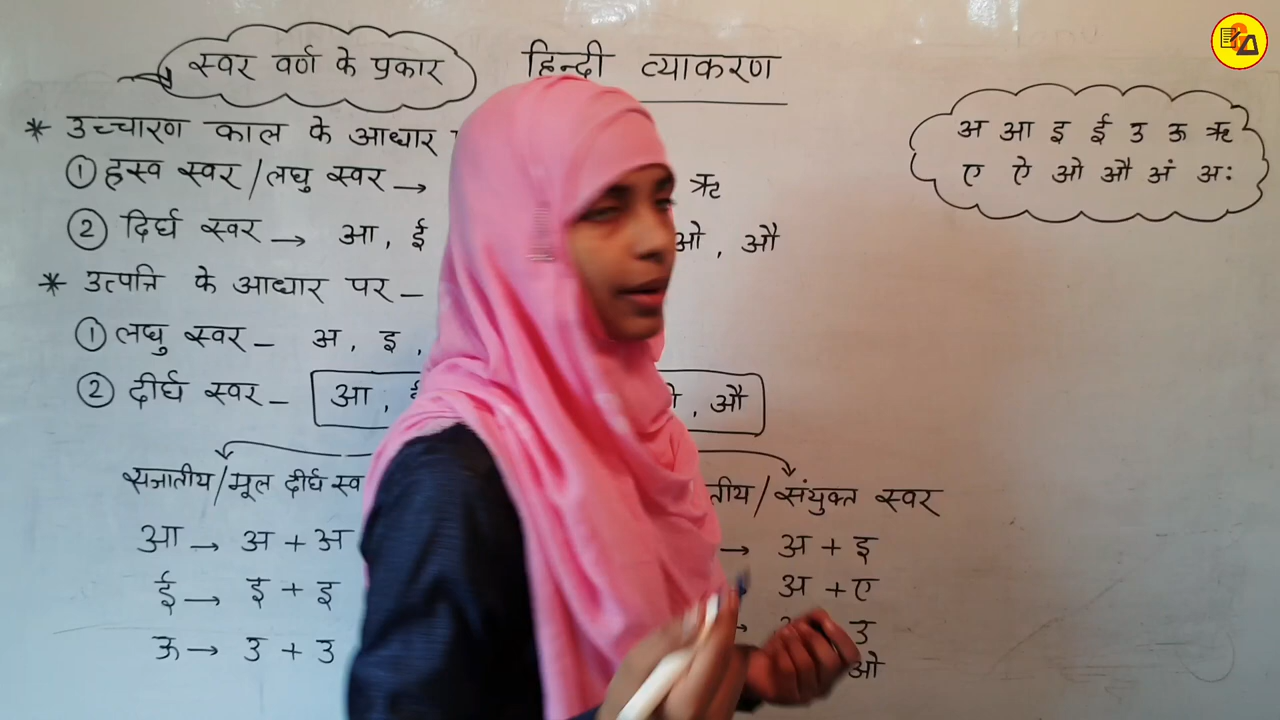 स्वर वर्ण के प्रकार
हिन्दी व्याकरण
* उच्चारण काल के आधार
① ह्रस्व स्वर / लघु स्वर → ऋ
② दिर्घ स्वर → आ, ई ओ, औ
* उत्पत्ति के आधार पर –
① लघु स्वर – अ, इ,
② दीर्घ स्वर – आ, , औ
सजातीय / मूल दीर्घ स्व तीय / संयुक्त स्वर
आ → अ + अ → अ + इ
ई → इ + इ अ + ए
ऊ → उ + उ → उ
ओ
अ आ इ ई उ ऊ ऋ
ए ऐ ओ औ अं अः